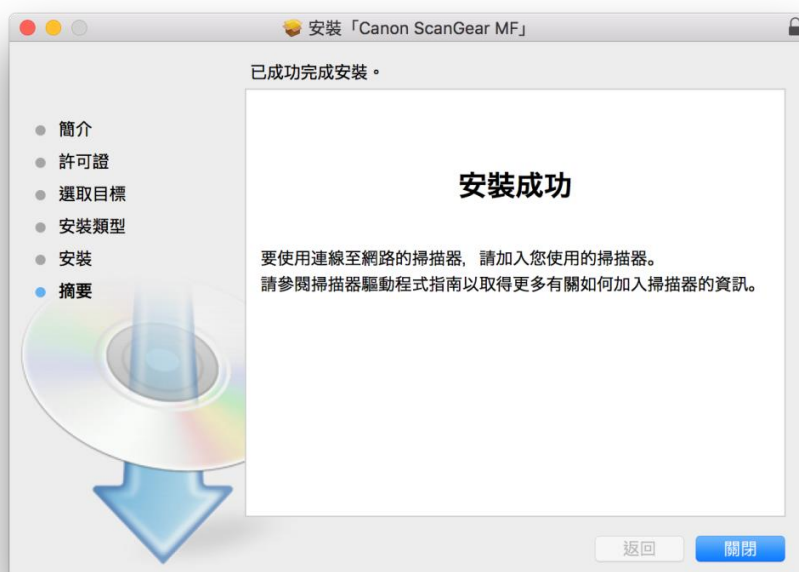 安裝「Canon ScanGear MF」
已成功完成安裝。
簡介
許可證
選取目標
安裝類型
安裝
摘要
安裝成功
要使用連線至網路的掃描器，請加入您使用的掃描器。
請參閱掃描器驅動程式指南以取得更多有關如何加入掃描器的資訊。
返回
關閉